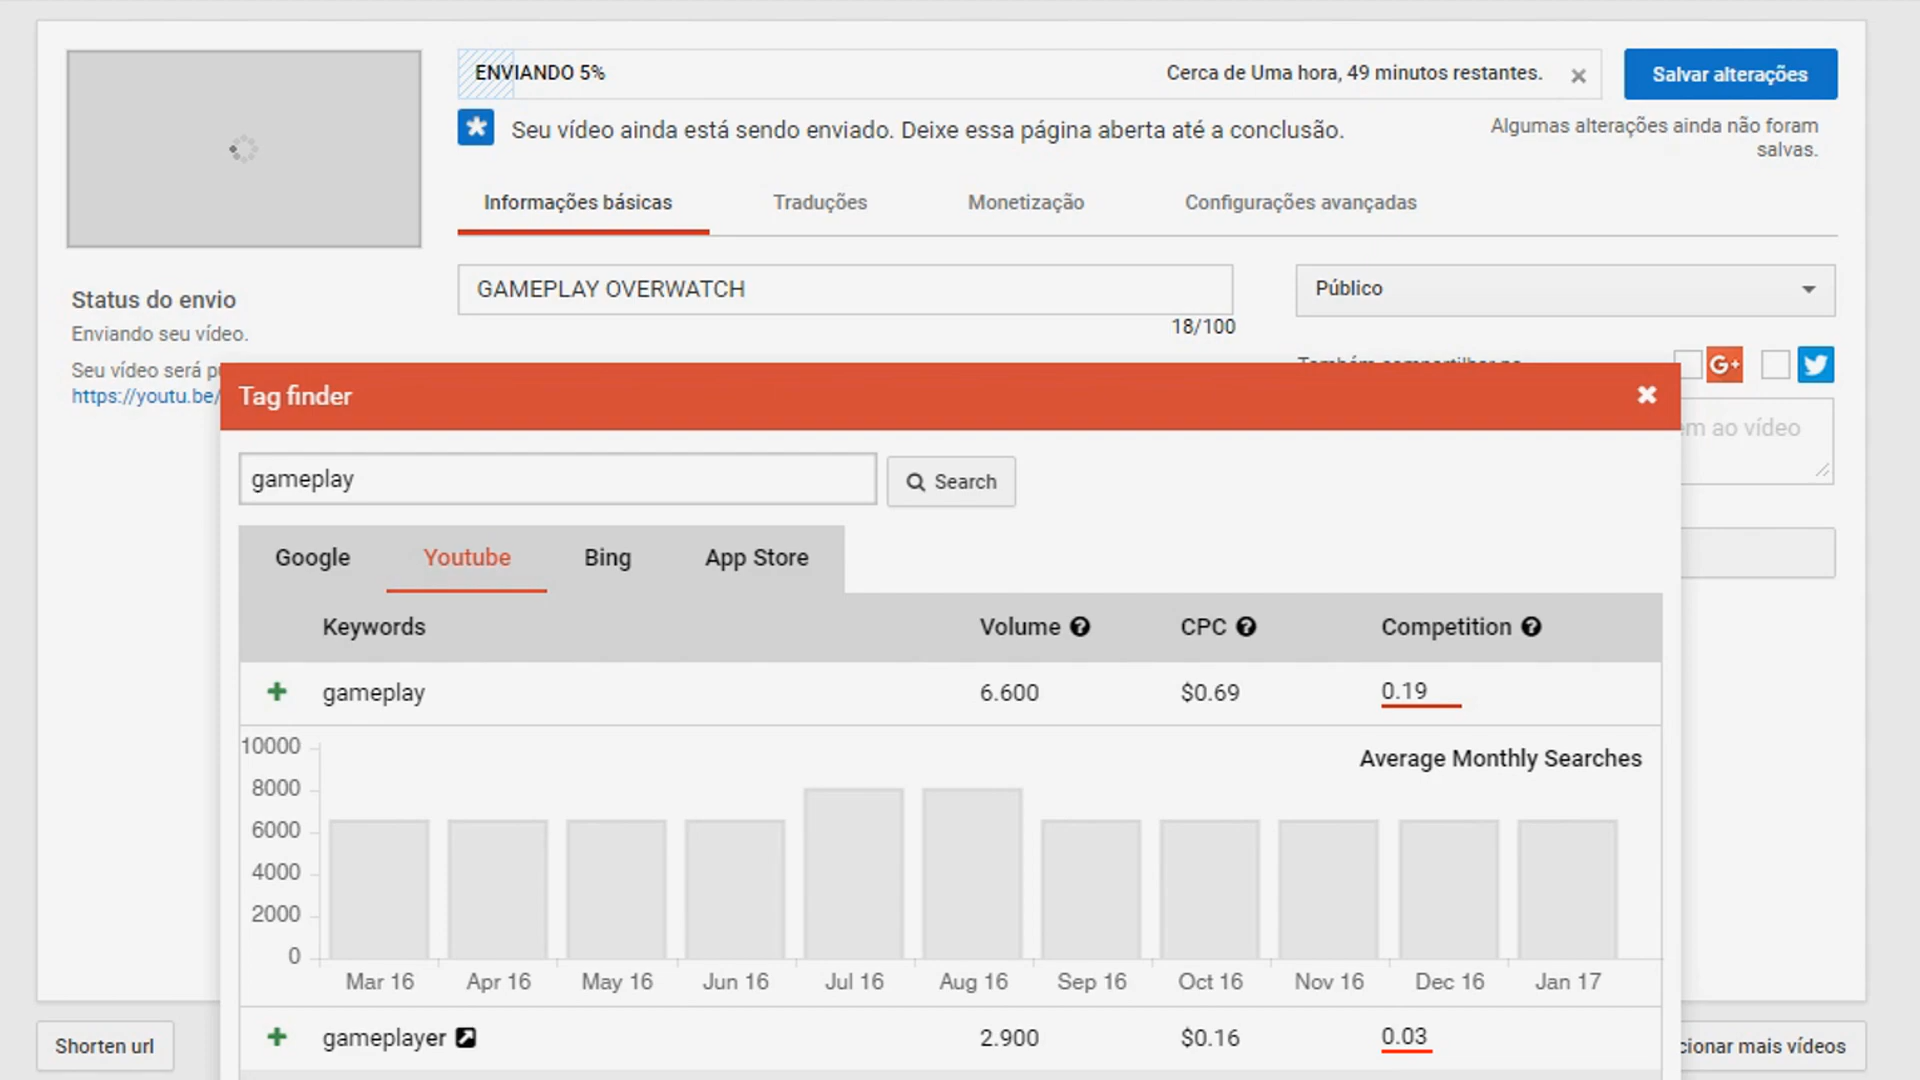 ENVIANDO 5%
Cerca de Uma hora, 49 minutos restantes.
Salvar alterações
Seu vídeo ainda está sendo enviado. Deixe essa página aberta até a conclusão.
Algumas alterações ainda não foram
salvas.
Informações básicas
Traduções
Monetização
Configurações avançadas
GAMEPLAY OVERWATCH
18/100
Público
Status do envio
Enviando seu vídeo.
Seu vídeo será
https://youtu.be/
G+
ao vídeo
Tag finder
gameplay
Search
Google
Youtube
Bing
App Store
Keywords
Volume
CPC
Competition
gameplay
6.600
$0.69
0.19
Average Monthly Searches
10000
8000
6000
4000
2000
0
Mar 16
Apr 16
May 16
Jun 16
Jul 16
Aug 16
Sep 16
Oct 16
Nov 16
Dec 16
Jan 17
gameplayer
2.900
$0.16
0.03
Shorten url
cionar mais vídeos